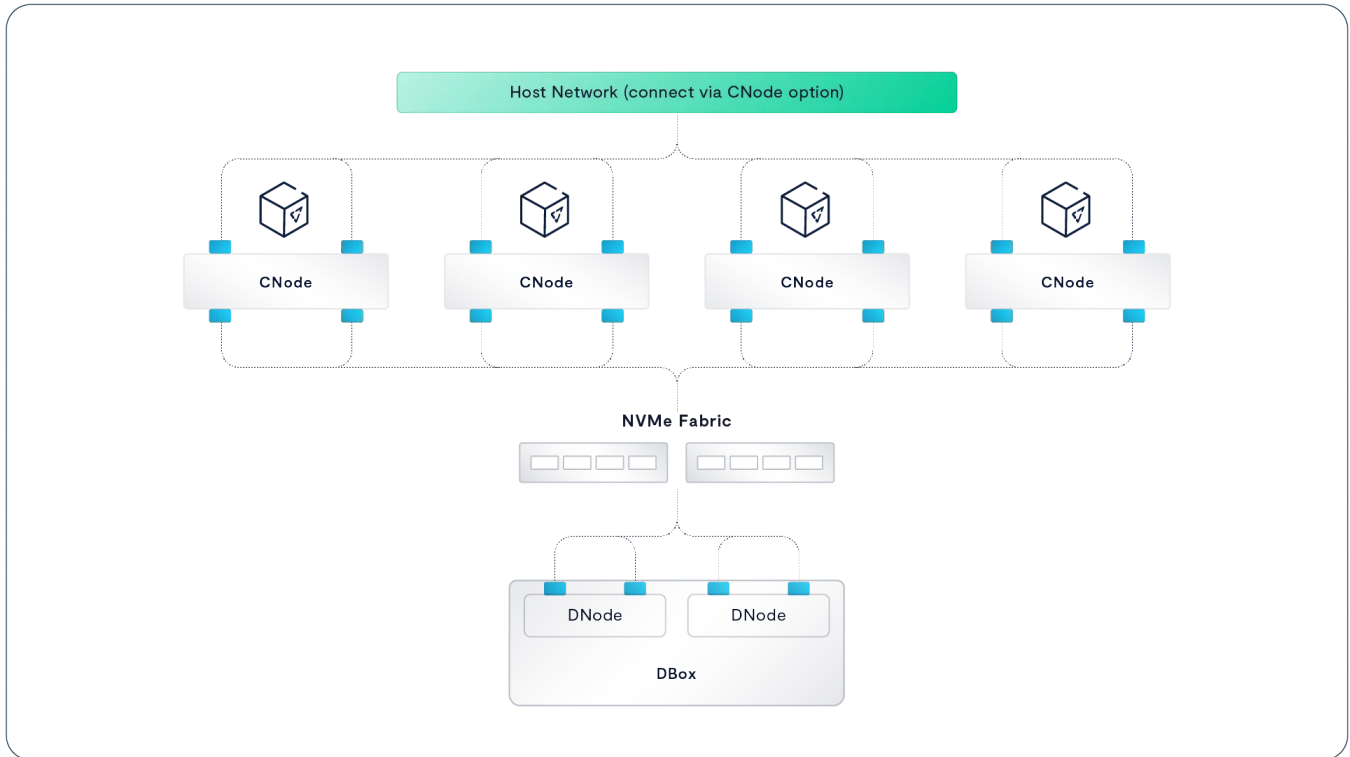 Host Network (connect via CNode option)
CNode
CNode
CNode
CNode
NVMe Fabric
DNode
DNode
DBox